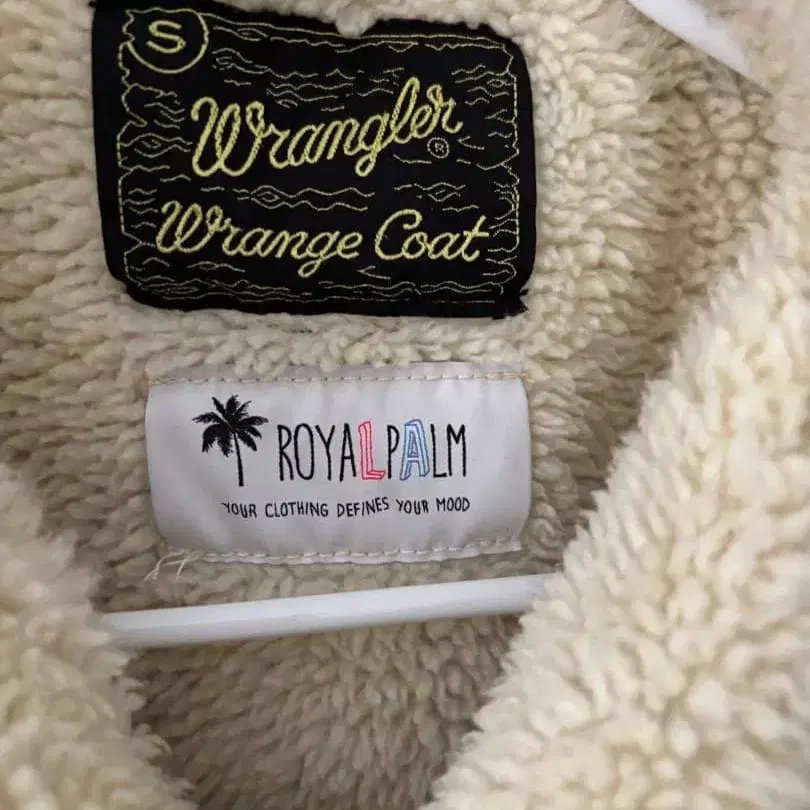 S
Wrangler ®
Wrange Coat
ROYALPALM
YOUR CLOTHING DEFINES YOUR MOOD